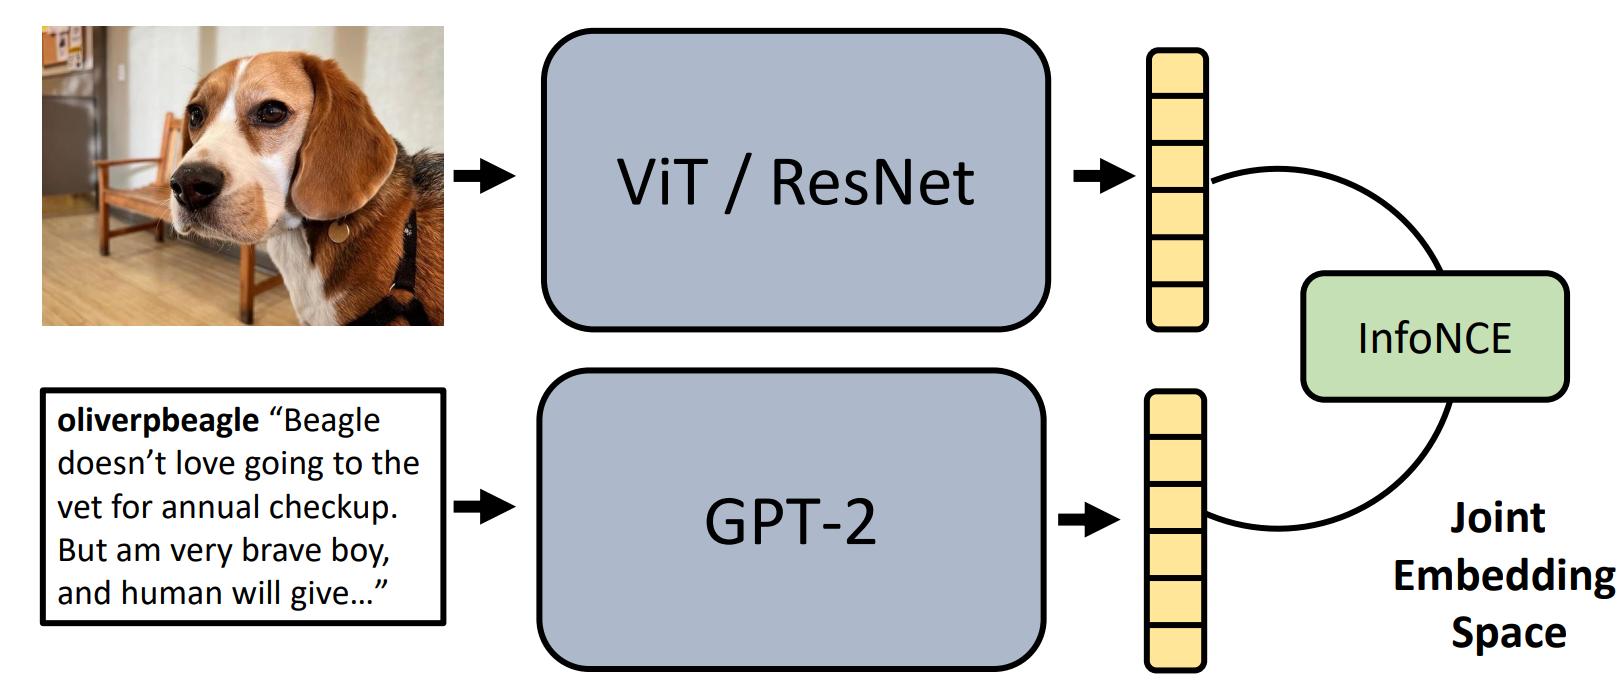 ViT / ResNet
InfoNCE
oliverpbeagle “Beagle
doesn’t love going to the
vet for annual checkup.
But am very brave boy,
and human will give...”
GPT-2
Joint
Embedding
Space